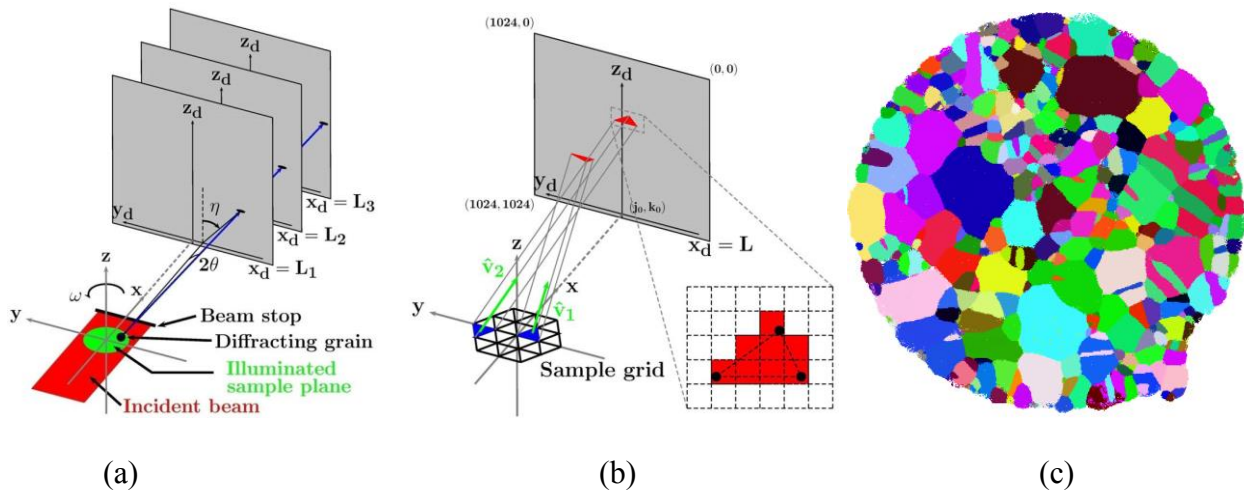 z_d
z_d
z_d
y_d
η
x_d = L_3
x_d = L_2
x_d = L_1
2θ
z
ω
x
y
Beam stop
Diffracting grain
Illuminated
sample plane
Incident beam
(a)
(1024,0)
(0,0)
z_d
y_d
(1024,1024)
(j_0,k_0)
x_d = L
z
v̂_2
x
v̂_1
y
Sample grid
(b)
(c)